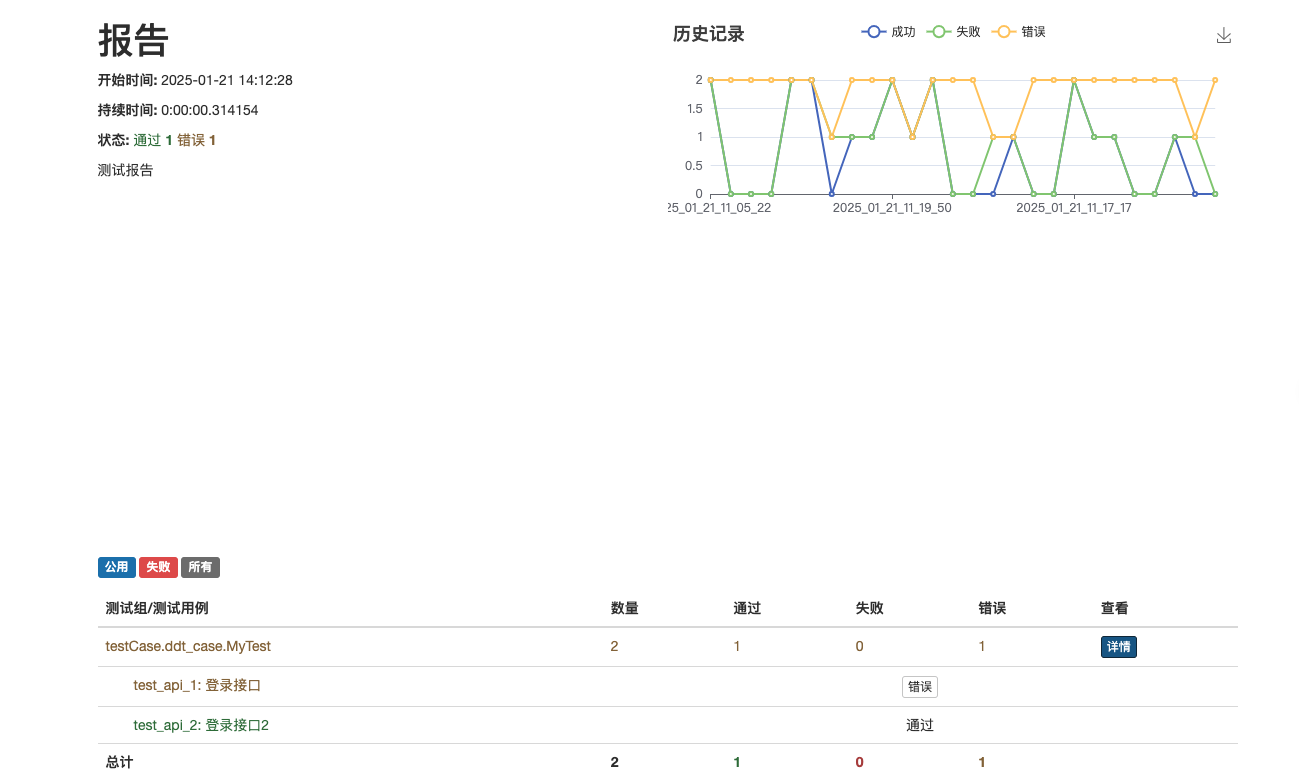 报告
开始时间: 2025-01-21 14:12:28
持续时间: 0:00:00.314154
状态: 通过 1 错误 1
测试报告
历史记录
成功 失败 错误
2
1.5
1
0.5
0
25_01_21_11_05_22 2025_01_21_11_19_50 2025_01_21_11_17_17
公用 失败 所有
测试组/测试用例 数量 通过 失败 错误 查看
testCase.ddt_case.MyTest 2 1 0 1 详情
test_api_1: 登录接口 错误
test_api_2: 登录接口2 通过
总计 2 1 0 1